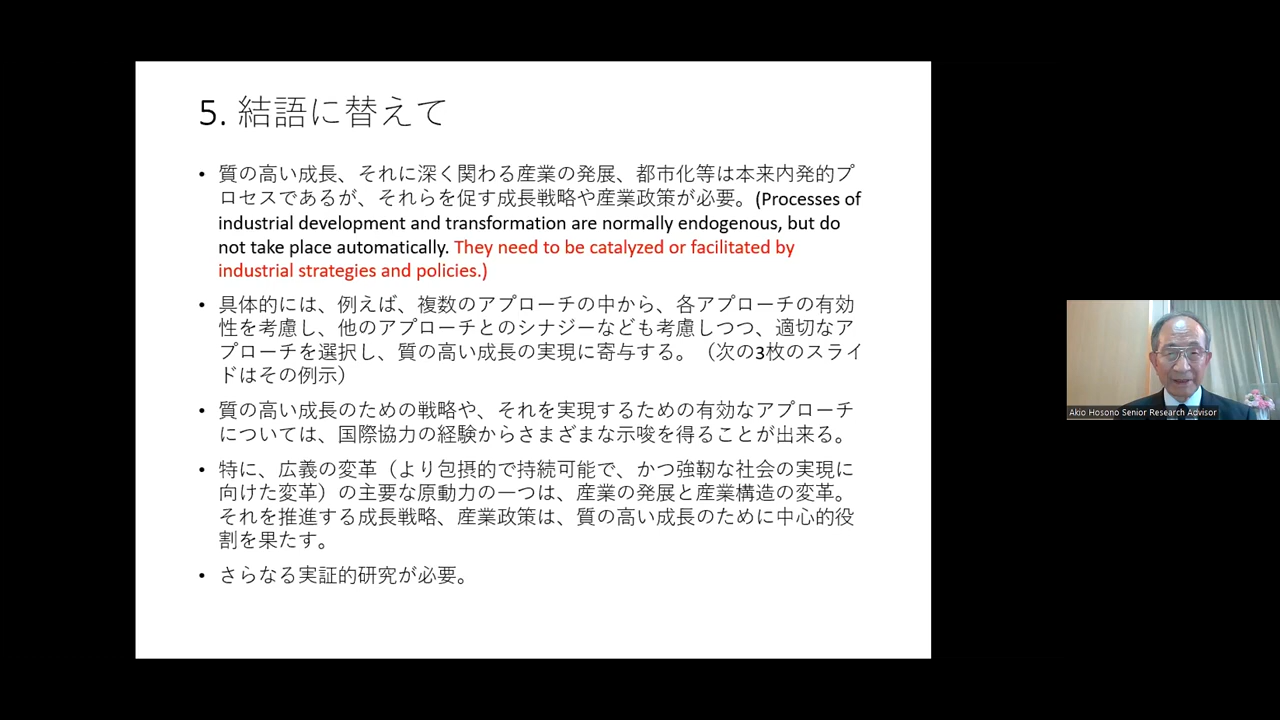 5. 結語に替えて
• 質の高い成長、それに深く関わる産業の発展、都市化等は本来内発的プ
ロセスであるが、それらを促す成長戦略や産業政策が必要。(Processes of
industrial development and transformation are normally endogenous, but do
not take place automatically. They need to be catalyzed or facilitated by
industrial strategies and policies.)
• 具体的には、例えば、複数のアプローチの中から、各アプローチの有効
性を考慮し、他のアプローチとのシナジーなども考慮しつつ、適切なア
プローチを選択し、質の高い成長の実現に寄与する。（次の3枚のスライ
ドはその例示）
• 質の高い成長のための戦略や、それを実現するための有効なアプローチ
については、国際協力の経験からさまざまな示唆を得ることが出来る。
• 特に、広義の変革（より包摂的で持続可能で、かつ強靭な社会の実現に
向けた変革）の主要な原動力の一つは、産業の発展と産業構造の変革。
それを推進する成長戦略、産業政策は、質の高い成長のために中心的役
割を果たす。
• さらなる実証的研究が必要。
Akio Hosono Senior Research Advisor